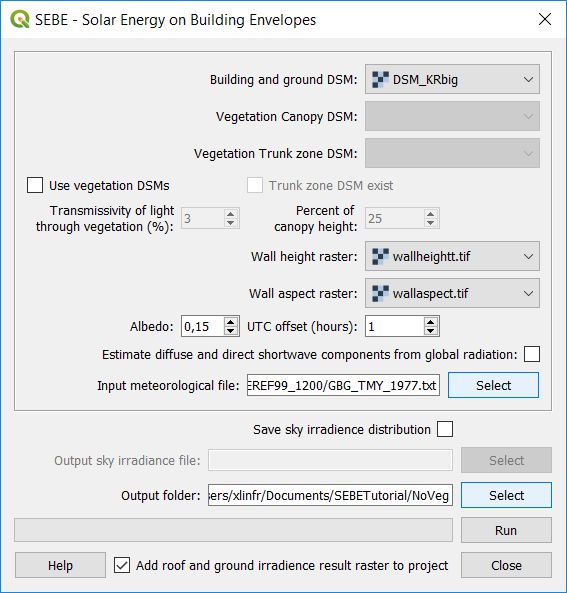 SEBE - Solar Energy on Building Envelopes
Building and ground DSM: DSM_KRbig
Vegetation Canopy DSM:
Vegetation Trunk zone DSM:
Use vegetation DSMs Trunk zone DSM exist
Transmissivity of light through vegetation (%): 3 Percent of canopy height: 25
Wall height raster: wallheightt.tif
Wall aspect raster: wallaspect.tif
Albedo: 0,15 UTC offset (hours): 1
Estimate diffuse and direct shortwave components from global radiation:
Input meteorological file: EREF99_1200/GBG_TMY_1977.txt Select
Save sky irradience distribution
Output sky irradiance file: Select
Output folder: sers/xlinfr/Documents/SEBETutorial/NoVeg Select
Run
Help Add roof and ground irradience result raster to project Close